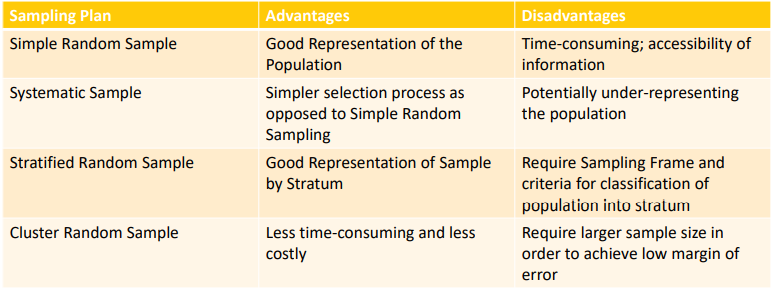 Sampling Plan Advantages Disadvantages
Simple Random Sample Good Representation of the Time-consuming; accessibility of
Population information
Systematic Sample Simpler selection process as Potentially under-representing
opposed to Simple Random the population
Sampling
Stratified Random Sample Good Representation of Sample Require Sampling Frame and
by Stratum criteria for classification of
population into stratum
Cluster Random Sample Less time-consuming and less Require larger sample size in
costly order to achieve low margin of
error